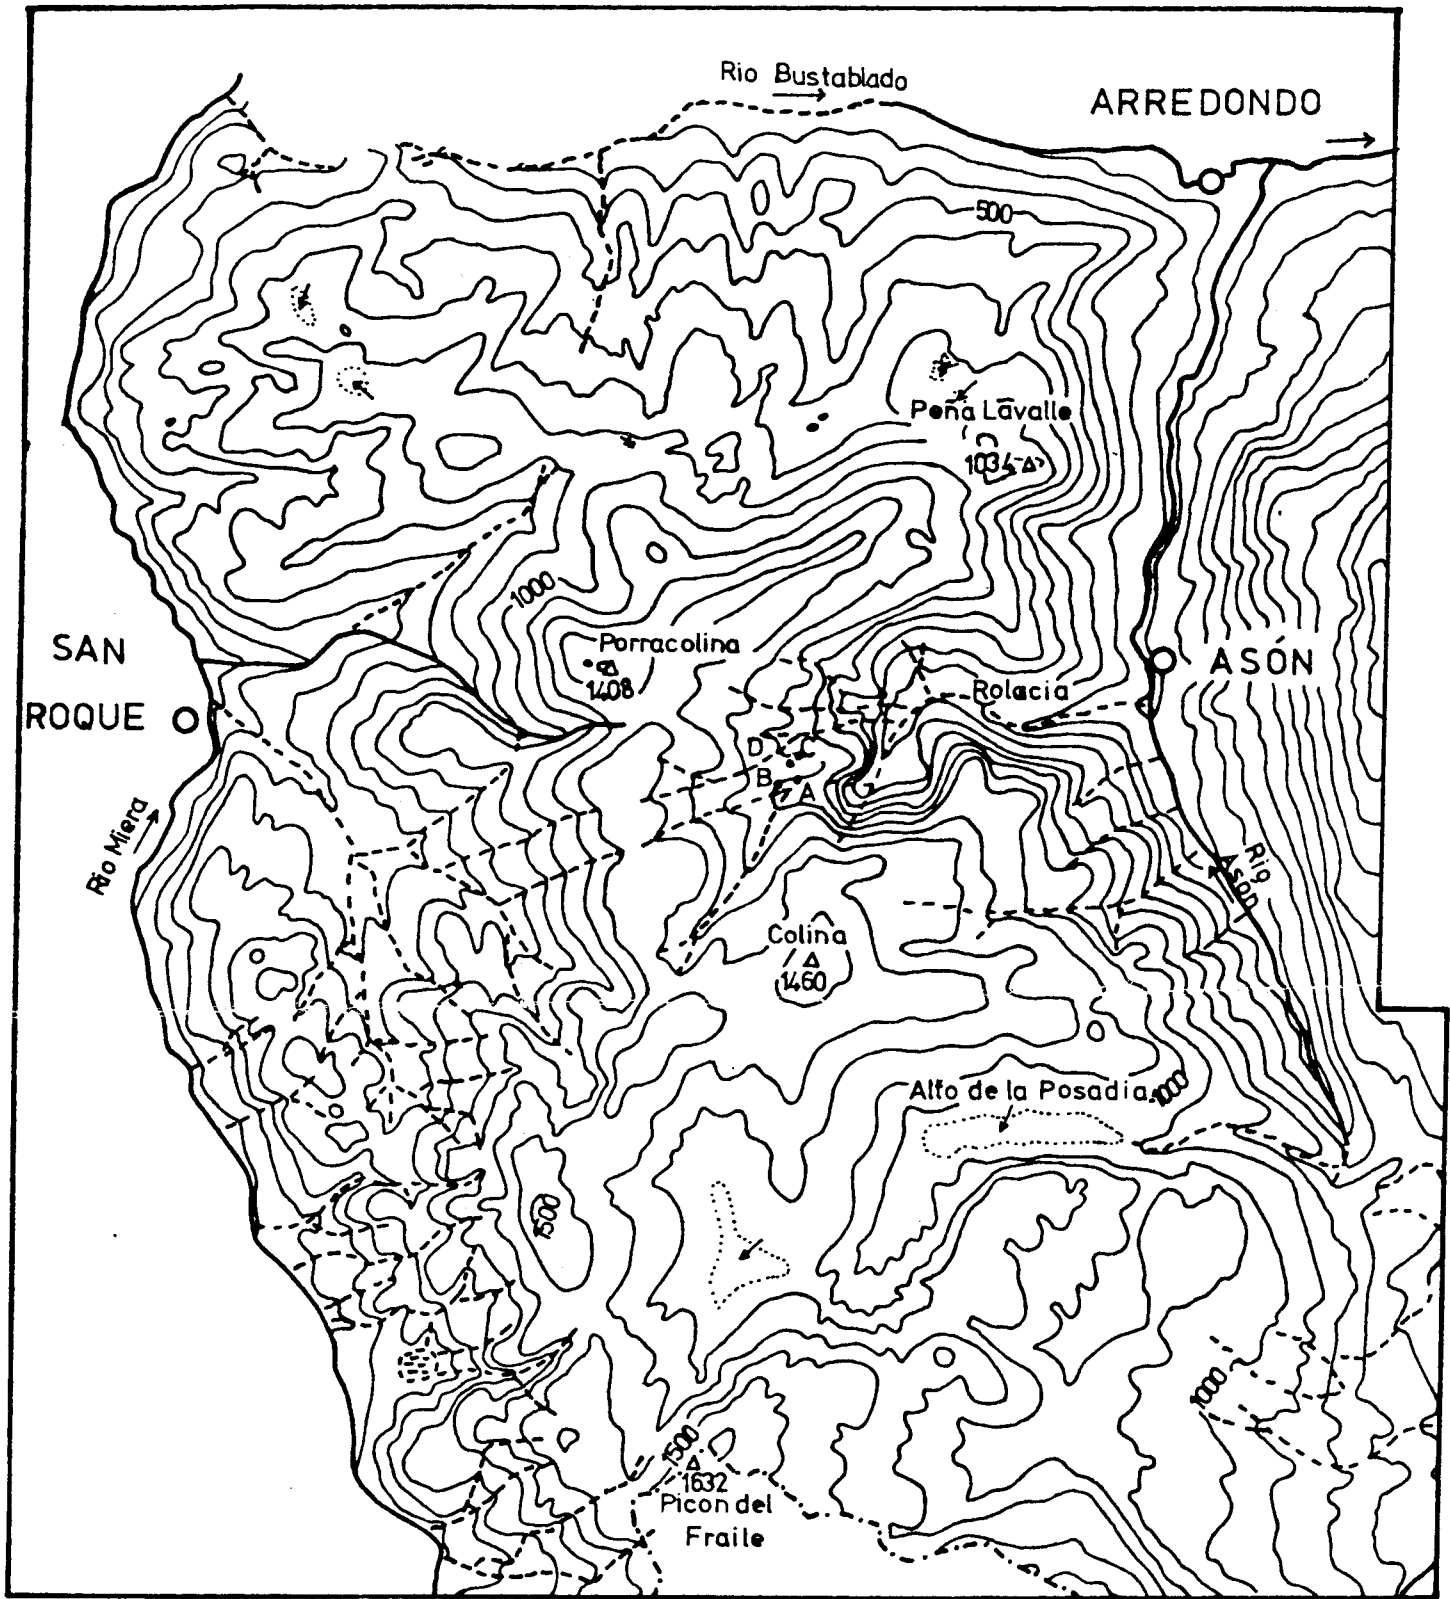 Rio Bustablado
ARREDONDO
500
Peña Lavalle
1034
1000
SAN
ROQUE
Porracolina
1408
ASÓN
Rolacia
D C
B A
Rio Miera
Rio
Asón
Colina
1460
Alto de la Posadia
1000
1500
1000
1500
1632
Picon del
Fraile